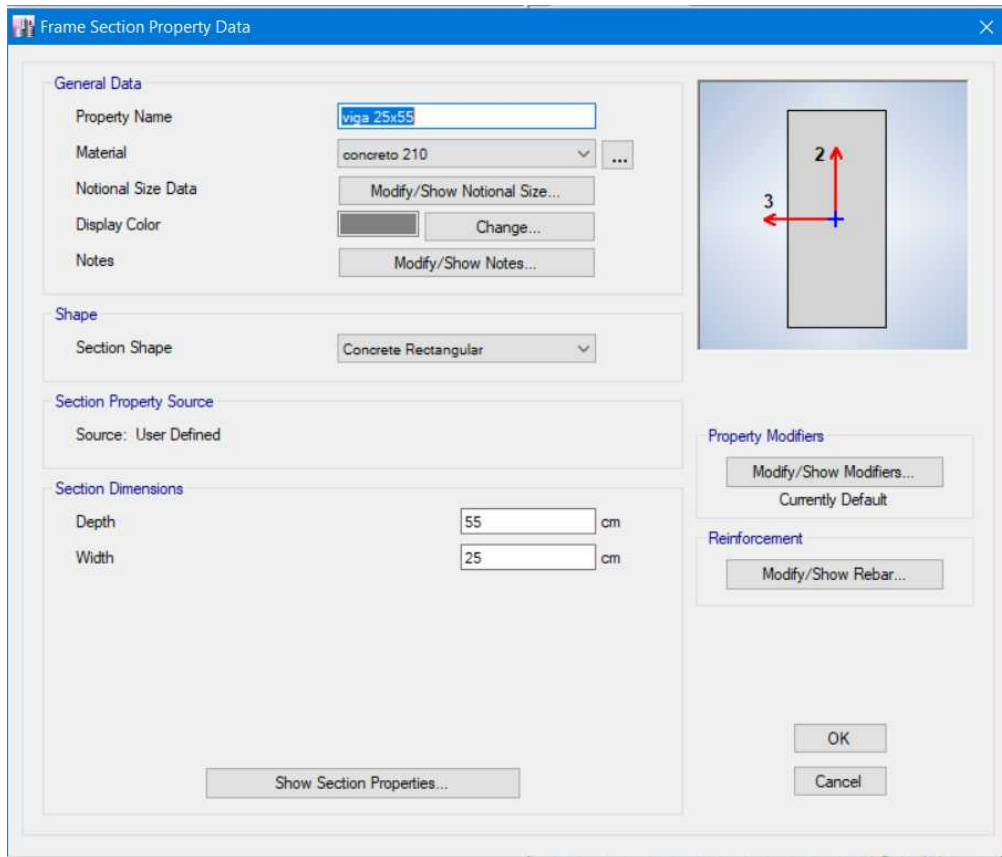 Frame Section Property Data
General Data
Property Name viga 25x55
Material concreto 210 ...
Notional Size Data Modify/Show Notional Size...
Display Color Change...
Notes Modify/Show Notes...
2
3
Shape
Section Shape Concrete Rectangular
Section Property Source
Source: User Defined
Property Modifiers
Modify/Show Modifiers...
Currently Default
Section Dimensions
Depth 55 cm
Width 25 cm
Reinforcement
Modify/Show Rebar...
OK
Show Section Properties...
Cancel